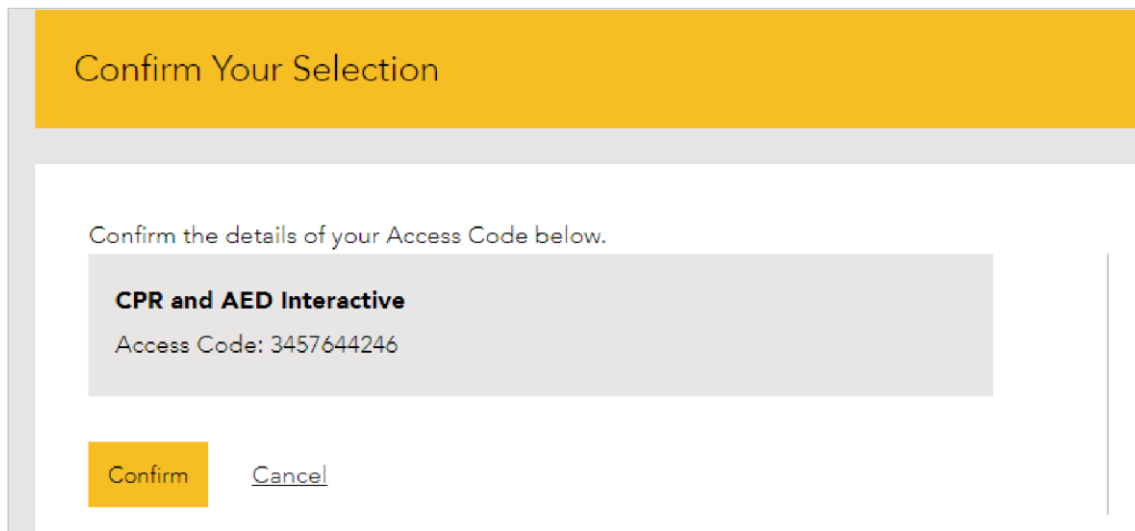 Confirm Your Selection
Confirm the details of your Access Code below.
CPR and AED Interactive
Access Code: 3457644246
Confirm Cancel